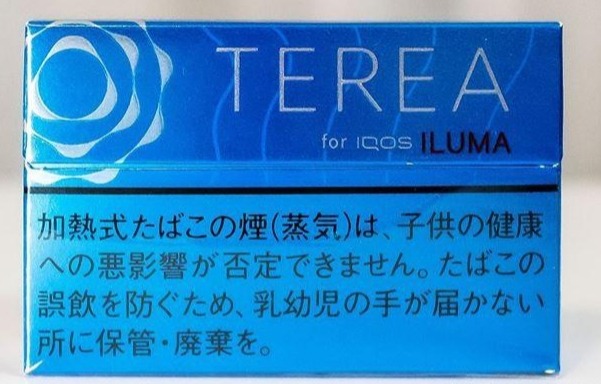 TEREA
for IQOS ILUMA
加熱式たばこの煙(蒸気)は、子供の健康
への悪影響が否定できません。たばこの
誤飲を防ぐため、乳幼児の手が届かない
所に保管・廃棄を。